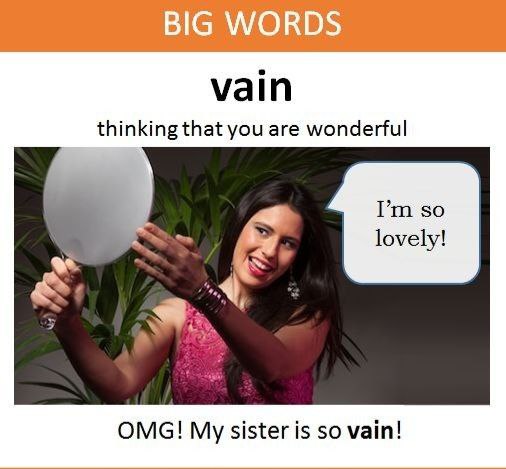 BIG WORDS
vain
thinking that you are wonderful
I'm so
lovely!
OMG! My sister is so vain!